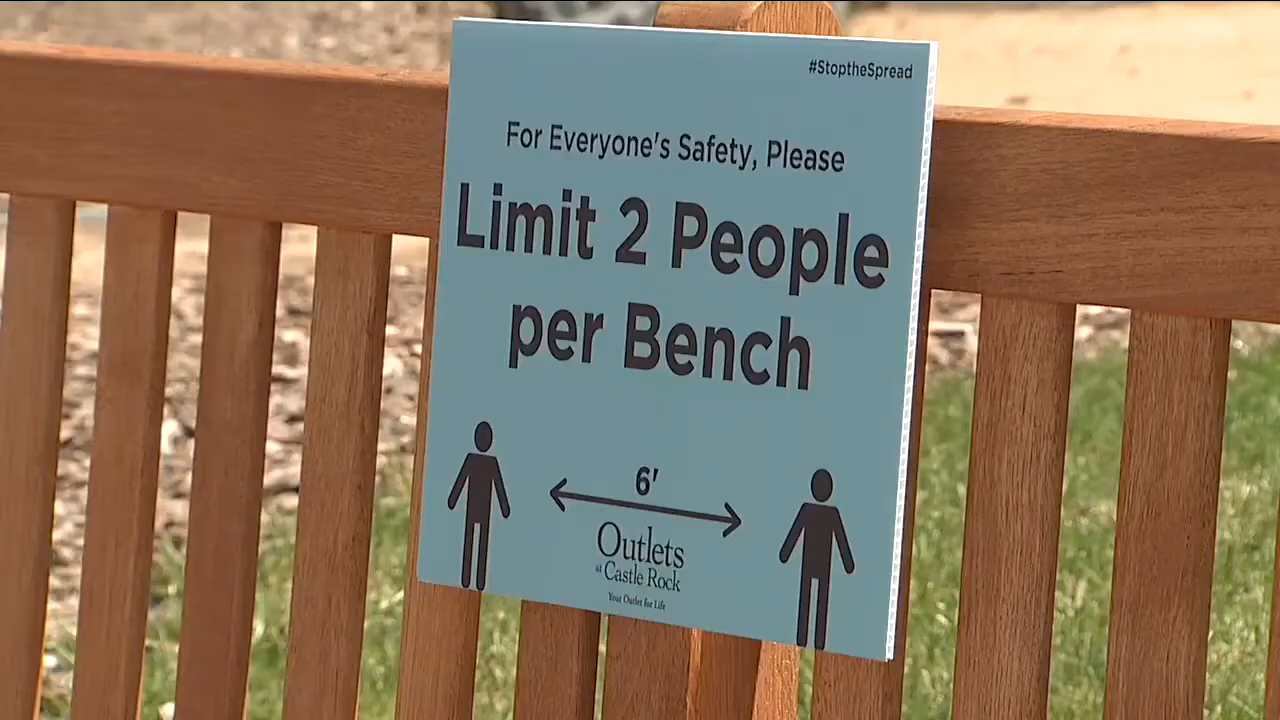 #StoptheSpread
For Everyone's Safety, Please
Limit 2 People
per Bench
6'
Outlets
at Castle Rock
Your Outlet for Life